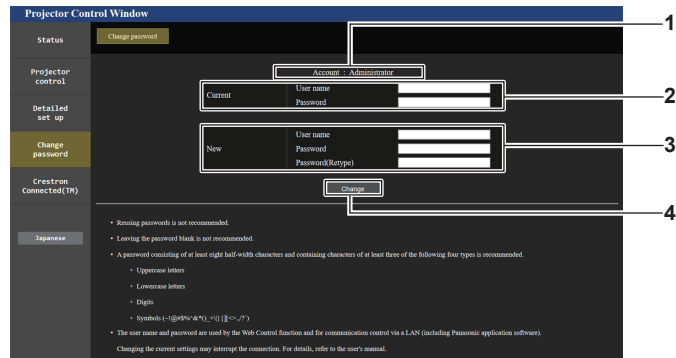 Projector Control Window
Status
Change password
Projector
control
Detailed
set up
Change
password
Crestron
Connected(TM)
Japanese
Account : Administrator
Current
User name
Password
New
User name
Password
Password(Retype)
Change
1
2
3
4
• Reusing passwords is not recommended.
• Leaving the password blank is not recommended.
• A password consisting of at least eight half-width characters and containing characters of at least three of the following four types is recommended.
Uppercase letters
Lowercase letters
Digits
Symbols
• The user name and password are used by the Web Control function and for communication control via a LAN (including Panasonic application software).
Changing the current settings may interrupt the connection. For details, refer to the user's manual.